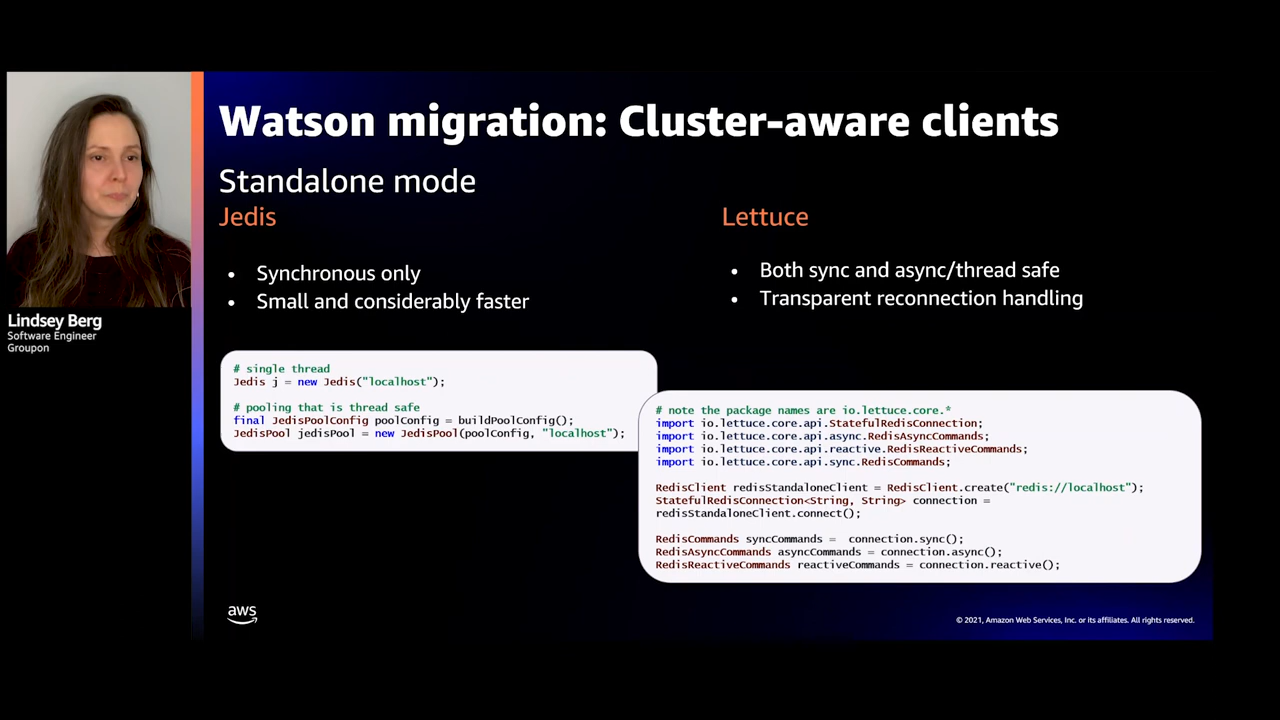 Watson migration: Cluster-aware clients
Standalone mode
Jedis
• Synchronous only
• Small and considerably faster
# single thread
Jedis j = new Jedis("localhost");
# pooling that is thread safe
final JedisPoolConfig poolConfig = buildPoolConfig();
JedisPool jedisPool = new JedisPool(poolConfig, "localhost");
Lettuce
• Both sync and async/thread safe
• Transparent reconnection handling
# note the package names are io.lettuce.core.*
import io.lettuce.core.api.StatefulRedisConnection;
import io.lettuce.core.api.async.RedisAsyncCommands;
import io.lettuce.core.api.reactive.RedisReactiveCommands;
import io.lettuce.core.api.sync.RedisCommands;
RedisClient redisStandaloneClient = RedisClient.create("redis://localhost");
StatefulRedisConnection<String, String> connection =
redisStandaloneClient.connect();
RedisCommands syncCommands =  connection.sync();
RedisAsyncCommands asyncCommands = connection.async();
RedisReactiveCommands reactiveCommands = connection.reactive();
Lindsey Berg
Software Engineer
Groupon
aws
© 2021, Amazon Web Services, Inc. or its affiliates. All rights reserved.